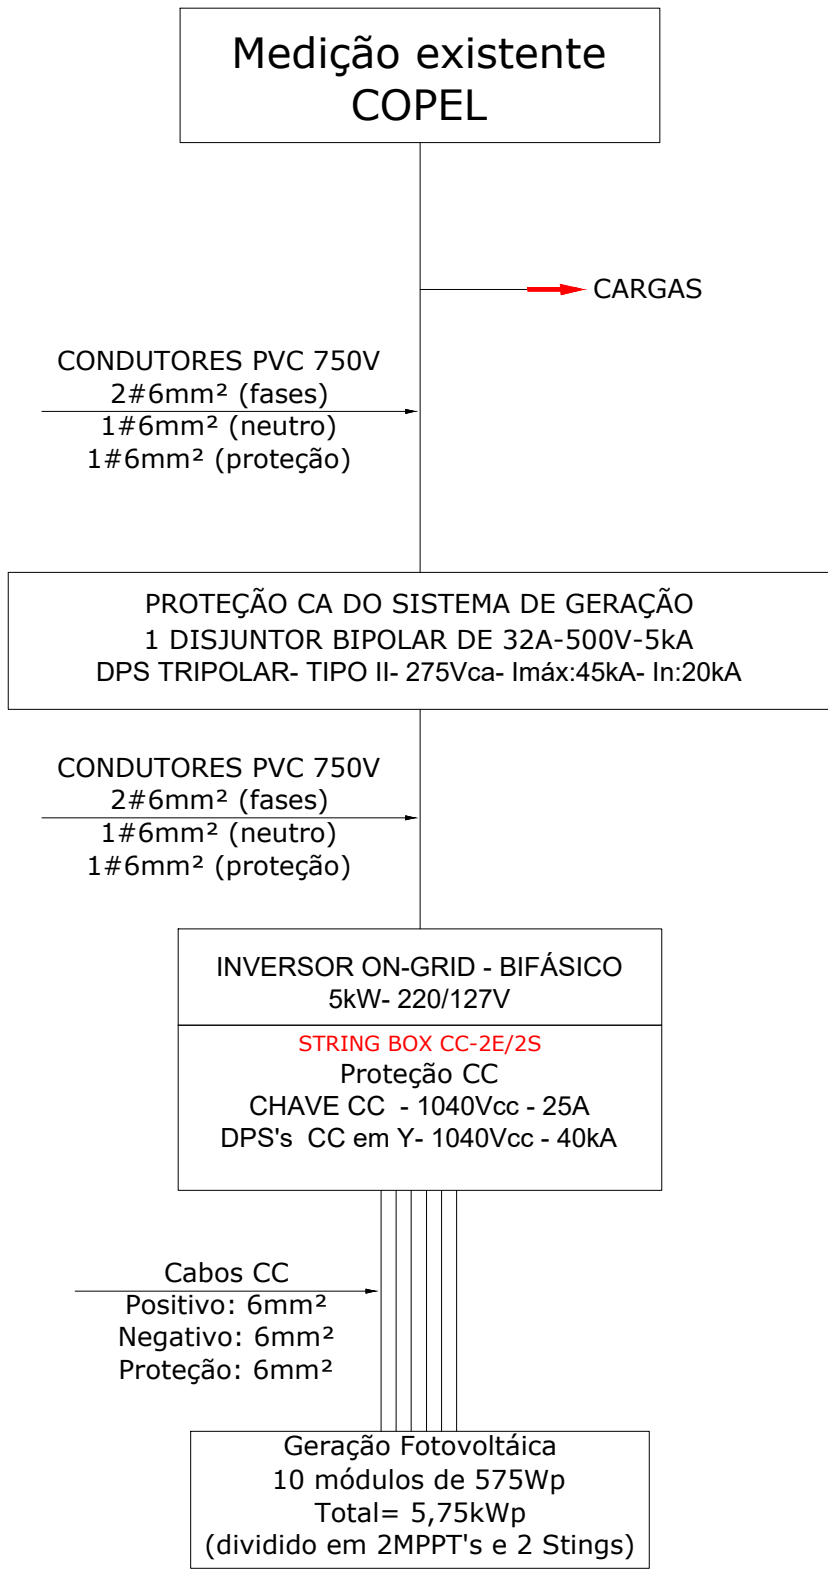 Medição existente
COPEL
CARGAS
CONDUTORES PVC 750V
2#6mm² (fases)
1#6mm² (neutro)
1#6mm² (proteção)
PROTEÇÃO CA DO SISTEMA DE GERAÇÃO
1 DISJUNTOR BIPOLAR DE 32A-500V-5kA
DPS TRIPOLAR- TIPO II- 275Vca- Imáx:45kA- In:20kA
CONDUTORES PVC 750V
2#6mm² (fases)
1#6mm² (neutro)
1#6mm² (proteção)
INVERSOR ON-GRID - BIFÁSICO
5kW- 220/127V
STRING BOX CC-2E/2S
Proteção CC
CHAVE CC - 1040Vcc - 25A
DPS's CC em Y- 1040Vcc - 40kA
Cabos CC
Positivo: 6mm²
Negativo: 6mm²
Proteção: 6mm²
Geração Fotovoltáica
10 módulos de 575Wp
Total= 5,75kWp
(dividido em 2MPPT's e 2 Stings)